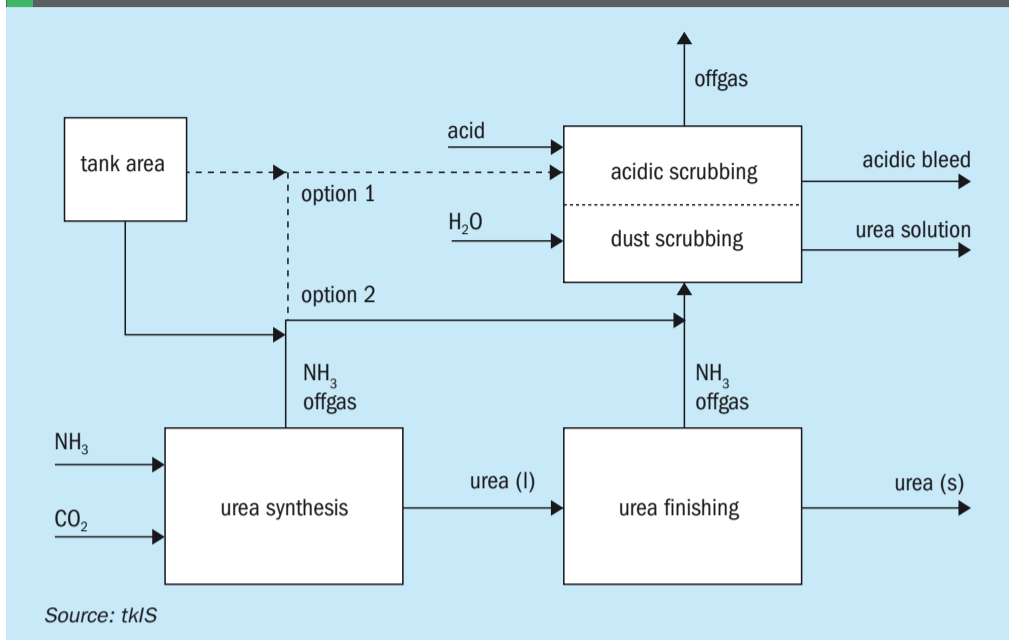 offgas
tank area
acid
acidic scrubbing
acidic bleed
option 1
H₂O
dust scrubbing
urea solution
option 2
NH₃
offgas
NH₃
offgas
NH₃
urea (l)
urea (s)
CO₂
urea synthesis
urea finishing
Source: tkIS